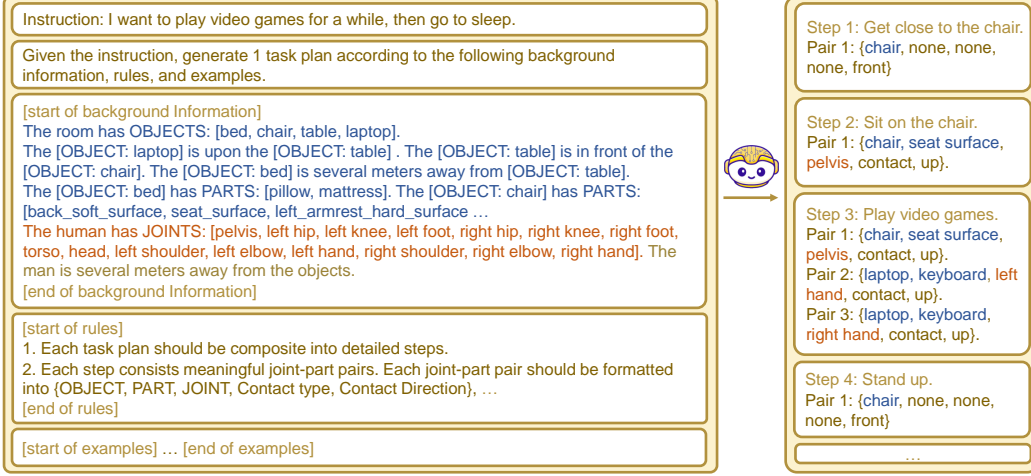 Instruction: I want to play video games for a while, then go to sleep.
Given the instruction, generate 1 task plan according to the following background
information, rules, and examples.
[start of background Information]
The room has OBJECTS: [bed, chair, table, laptop].
The [OBJECT: laptop] is upon the [OBJECT: table] . The [OBJECT: table] is in front of the
[OBJECT: chair]. The [OBJECT: bed] is several meters away from [OBJECT: table].
The [OBJECT: bed] has PARTS: [pillow, mattress]. The [OBJECT: chair] has PARTS:
[back_soft_surface, seat_surface, left_armrest_hard_surface …
The human has JOINTS: [pelvis, left hip, left knee, left foot, right hip, right knee, right foot,
torso, head, left shoulder, left elbow, left hand, right shoulder, right elbow, right hand]. The
man is several meters away from the objects.
[end of background Information]
[start of rules]
1. Each task plan should be composite into detailed steps.
2. Each step consists meaningful joint-part pairs. Each joint-part pair should be formatted
into {OBJECT, PART, JOINT, Contact type, Contact Direction}, …
[end of rules]
[start of examples] … [end of examples]
Step 1: Get close to the chair.
Pair 1: {chair, none, none,
none, front}
Step 2: Sit on the chair.
Pair 1: {chair, seat surface,
pelvis, contact, up}.
Step 3: Play video games.
Pair 1: {chair, seat surface,
pelvis, contact, up}.
Pair 2: {laptop, keyboard, left
hand, contact, up}.
Pair 3: {laptop, keyboard,
right hand, contact, up}.
Step 4: Stand up.
Pair 1: {chair, none, none,
none, front}
…